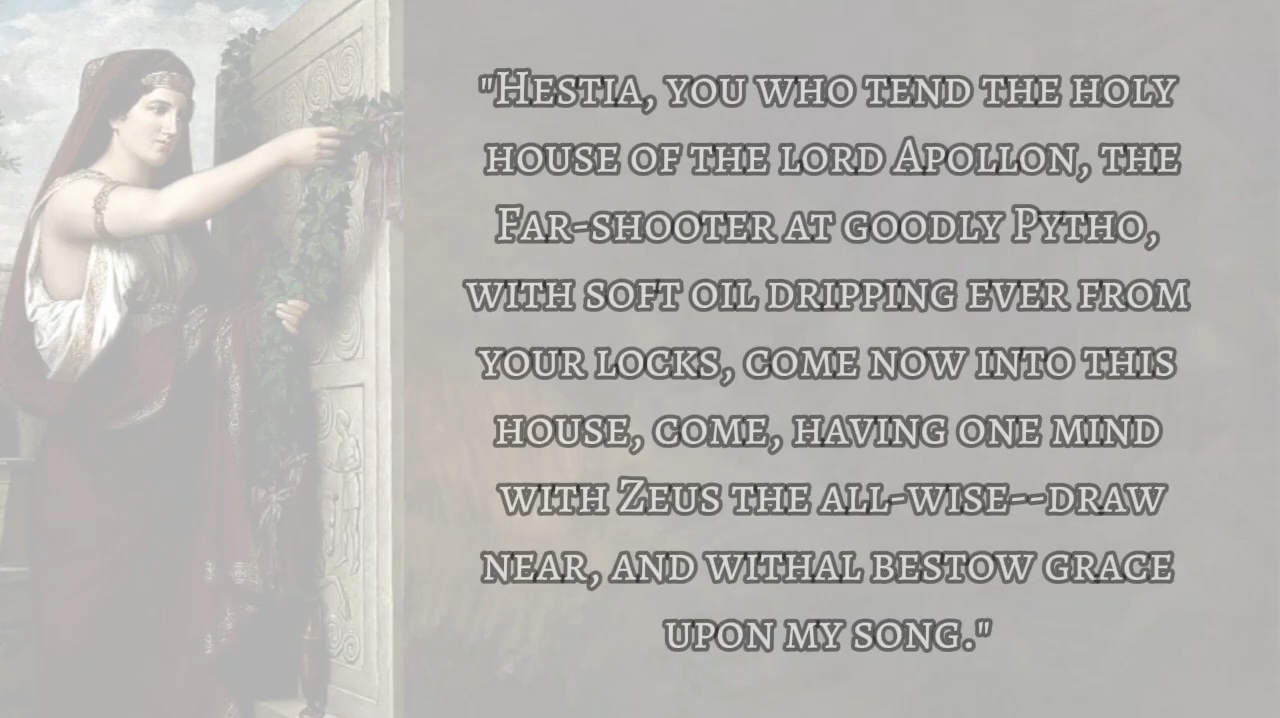 "Hestia, you who tend the holy
house of the lord Apollon, the
Far-shooter at goodly Pytho,
with soft oil dripping ever from
your locks, come now into this
house, come, having one mind
with Zeus the all-wise--draw
near, and withal bestow grace
upon my song."